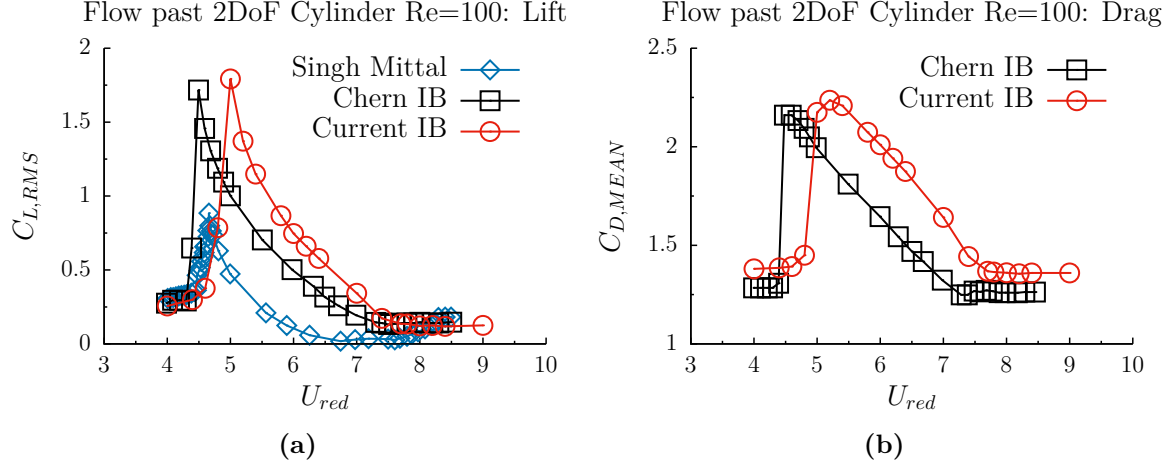 Flow past 2DoF Cylinder Re=100: Lift
2
1.5
1
0.5
0
C_{L,RMS}
Singh Mittal
Chern IB
Current IB
3 4 5 6 7 8 9 10
U_{red}
(a)
Flow past 2DoF Cylinder Re=100: Drag
2.5
2
1.5
1
C_{D,MEAN}
Chern IB
Current IB
3 4 5 6 7 8 9 10
U_{red}
(b)